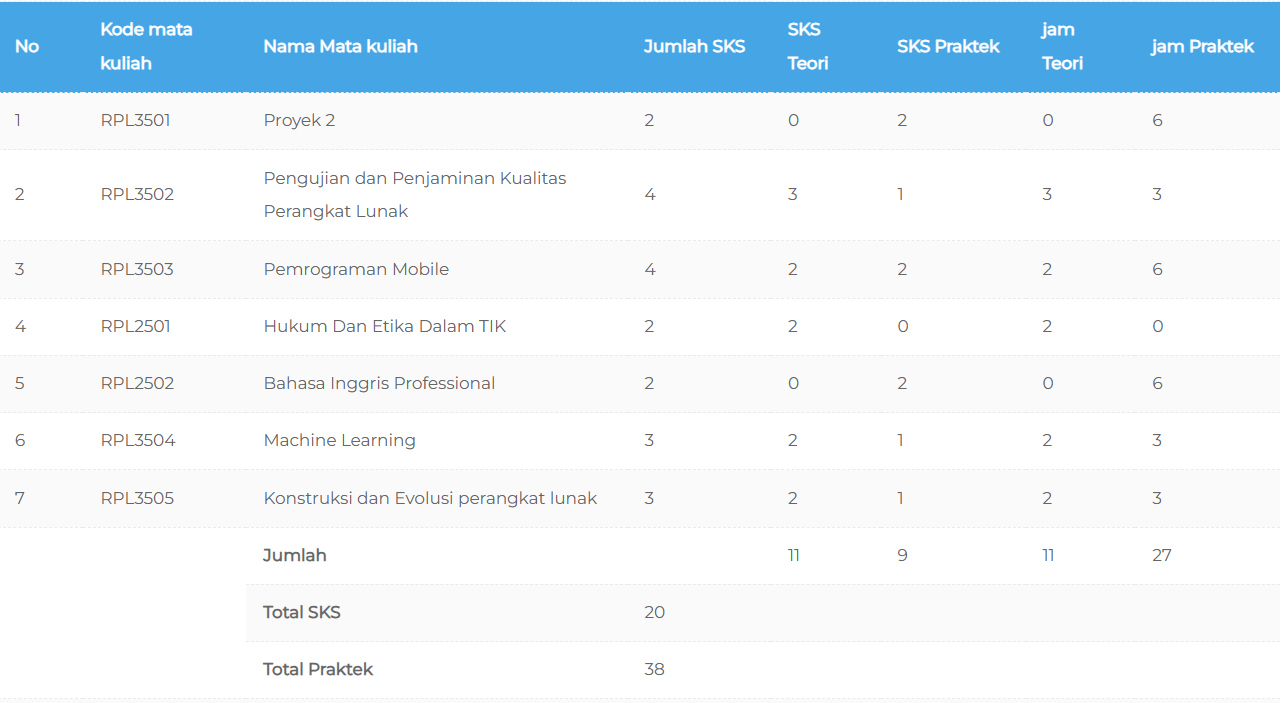 No Kode mata kuliah Nama Mata kuliah Jumlah SKS SKS Teori SKS Praktek jam Teori jam Praktek
1 RPL3501 Proyek 2 2 0 2 0 6
2 RPL3502 Pengujian dan Penjaminan Kualitas Perangkat Lunak 4 3 1 3 3
3 RPL3503 Pemrograman Mobile 4 2 2 2 6
4 RPL2501 Hukum Dan Etika Dalam TIK 2 2 0 2 0
5 RPL2502 Bahasa Inggris Professional 2 0 2 0 6
6 RPL3504 Machine Learning 3 2 1 2 3
7 RPL3505 Konstruksi dan Evolusi perangkat lunak 3 2 1 2 3
Jumlah 11 9 11 27
Total SKS 20
Total Praktek 38